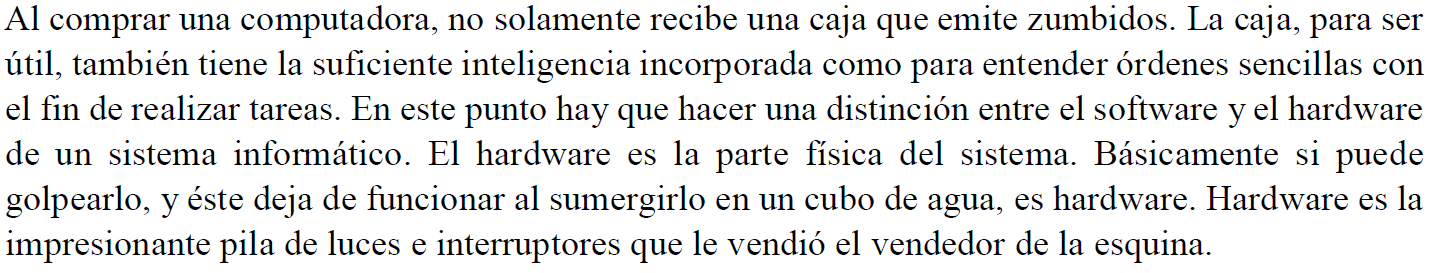 Al comprar una computadora, no solamente recibe una caja que emite zumbidos. La caja, para ser
útil, también tiene la suficiente inteligencia incorporada como para entender órdenes sencillas con
el fin de realizar tareas. En este punto hay que hacer una distinción entre el software y el hardware
de un sistema informático. El hardware es la parte física del sistema. Básicamente si puede
golpearlo, y éste deja de funcionar al sumergirlo en un cubo de agua, es hardware. Hardware es la
impresionante pila de luces e interruptores que le vendió el vendedor de la esquina.